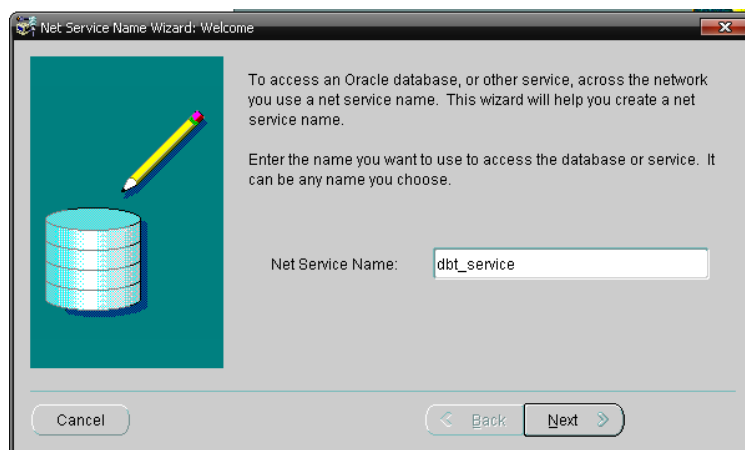 Net Service Name Wizard: Welcome
To access an Oracle database, or other service, across the network
you use a net service name.  This wizard will help you create a net
service name.
Enter the name you want to use to access the database or service.  It
can be any name you choose.
Net Service Name: dbt_service
Cancel Back Next